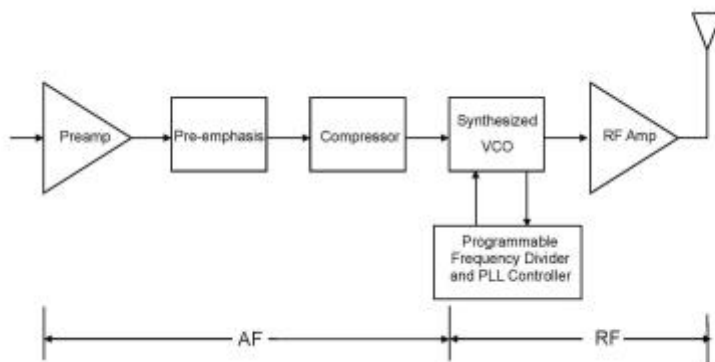 Preamp
Pre-emphasis
Compressor
Synthesized
VCO
RF Amp
Programmable
Frequency Divider
and PLL Controller
AF
RF